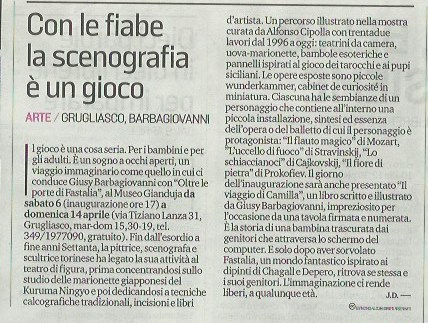 Con le fiabe
la scenografia
è un gioco
ARTE / GRUGLIASCO, BARBAGIOVANNI
Il gioco è una cosa seria. Per i bambini e per
gli adulti. È un sogno a occhi aperti, un
viaggio immaginario come quello in cui ci
conduce Giusy Barbagiovanni con "Oltre le
porte di Fastalia", al Museo Gianduja da
sabato 6 (inaugurazione ore 17) a
domenica 14 aprile (via Tiziano Lanza 31,
Grugliasco, mar-dom 15,30-19, tel.
349/1977090, gratuito). Fin dall'esordio a
fine anni Settanta, la pittrice, scenografa e
scultrice torinese ha legato la sua attività al
teatro di figura, prima concentrandosi sullo
studio delle marionette giapponesi del
Kuruma Ningyo e poi dedicandosi a tecniche
calcografiche tradizionali, incisioni e libri
d'artista. Un percorso illustrato nella mostra
curata da Alfonso Cipolla con trentadue
lavori dal 1996 a oggi: teatrini da camera,
uova-marionette, bambole esoteriche e
pannelli ispirati al gioco dei tarocchi e ai pupi
siciliani. Le opere esposte sono piccole
wunderkammer, cabinet de curiosité in
miniatura. Ciascuna ha le sembianze di un
personaggio che contiene all'interno una
piccola installazione, sintesi ed essenza
dell'opera o del balletto di cui il personaggio è
protagonista: "Il flauto magico" di Mozart,
"L'uccello di fuoco" di Stravinskij, "Lo
schiaccianoci" di Cajkovskij, "Il fiore di
pietra" di Prokofiev. Il giorno
dell'inaugurazione sarà anche presentato "Il
viaggio di Camilla", un libro scritto e illustrato
da Giusy Barbagiovanni, impreziosito per
l'occasione da una tavola firmata e numerata.
È la storia di una bambina trascurata dai
genitori che attraversa lo schermo del
computer. E solo dopo aver sorvolato
Fastalia, un mondo fantastico ispirato ai
dipinti di Chagall e Depero, ritrova se stessa e
i suoi genitori. L'immaginazione ci rende
liberi, a qualunque età. J.D. —